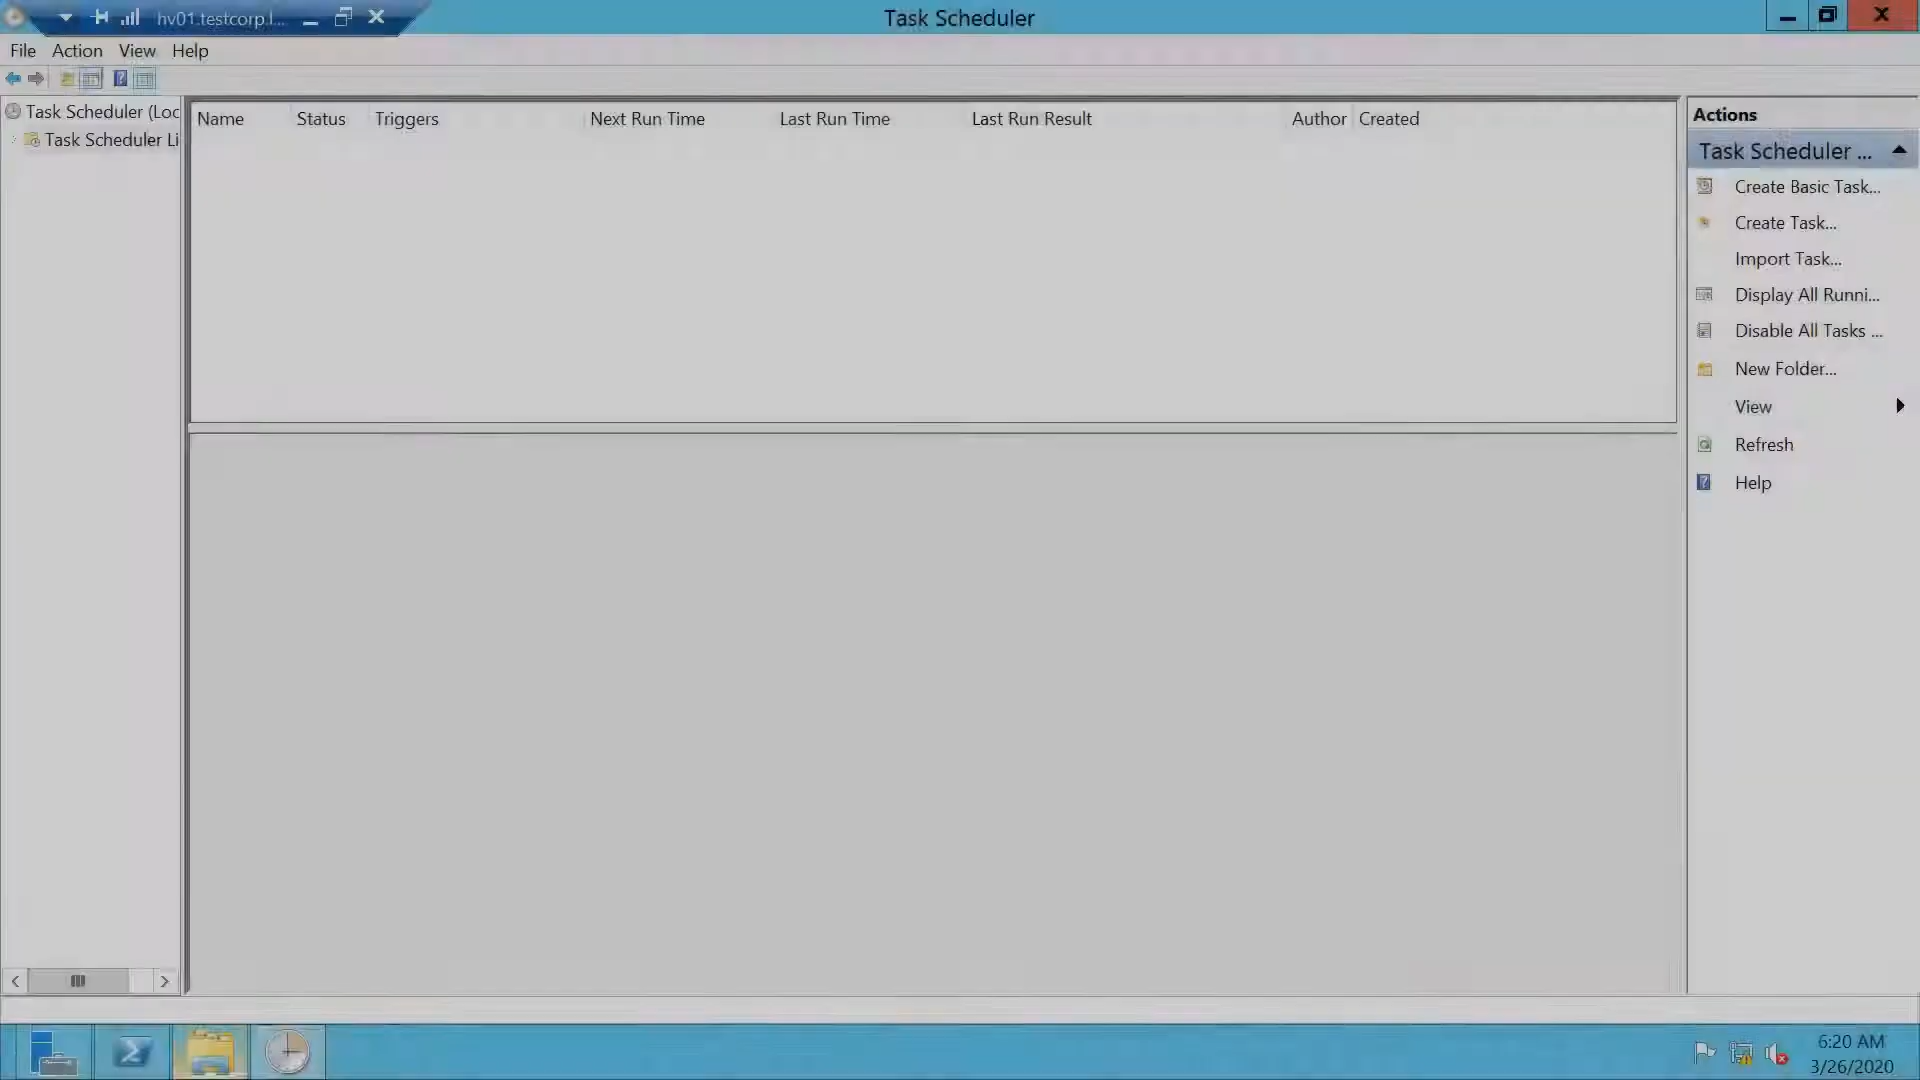 hv01.testcorp.l...
Task Scheduler
File Action View Help
Task Scheduler (Loc
Task Scheduler Li
Name Status Triggers Next Run Time Last Run Time Last Run Result Author Created
Actions
Task Scheduler ...
Create Basic Task...
Create Task...
Import Task...
Display All Runni...
Disable All Tasks ...
New Folder...
View
Refresh
Help
6:20 AM
3/26/2020